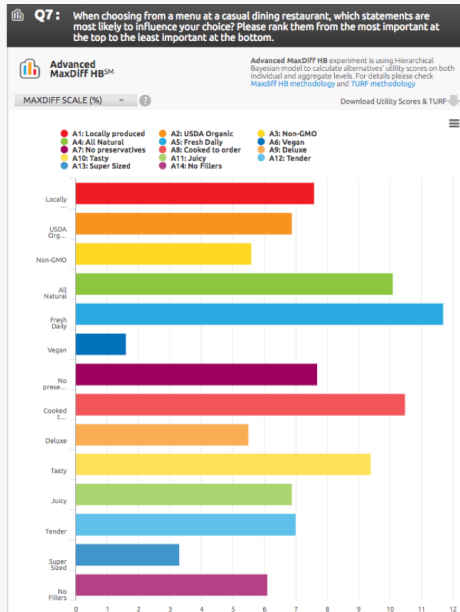 Q7: When choosing from a menu at a casual dining restaurant, which statements are
most likely to influence your choice? Please rank them from the most important at
the top to the least important at the bottom.
Advanced
MaxDiff HB℠
Advanced MaxDiff HB experiment is using Hierarchical
Bayesian model to calculate alternatives' utility scores on both
individual and aggregate levels. For details please check
MaxDiff HB methodology and TURF methodology
MAXDIFF SCALE (%) ?
Download Utility Scores & TURF
A1: Locally produced A2: USDA Organic A3: Non-GMO
A4: All Natural A5: Fresh Daily A6: Vegan
A7: No preservatives A8: Cooked to order A9: Deluxe
A10: Tasty A11: Juicy A12: Tender
A13: Super Sized A14: No Fillers
Locally
...
USDA
Org...
Non-GMO
All
Natural
Fresh
Daily
Vegan
No
prese...
Cooked
t...
Deluxe
Tasty
Juicy
Tender
Super
Sized
No
Fillers
0 1 2 3 4 5 6 7 8 9 10 11 12